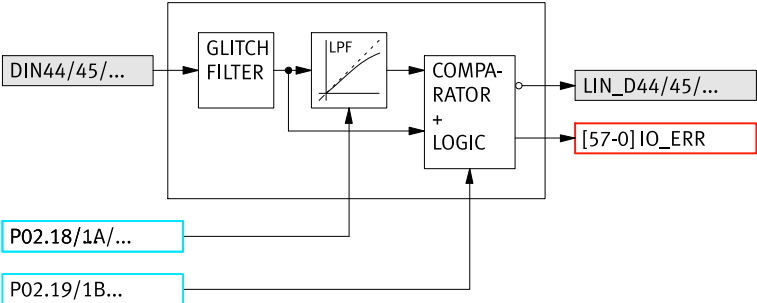 GLITCH
FILTER
LPF
DIN44/45/...
COMPA-
RATOR
+
LOGIC
LIN_D44/45/...
[57-0] IO_ERR
P02.18/1A/...
P02.19/1B...